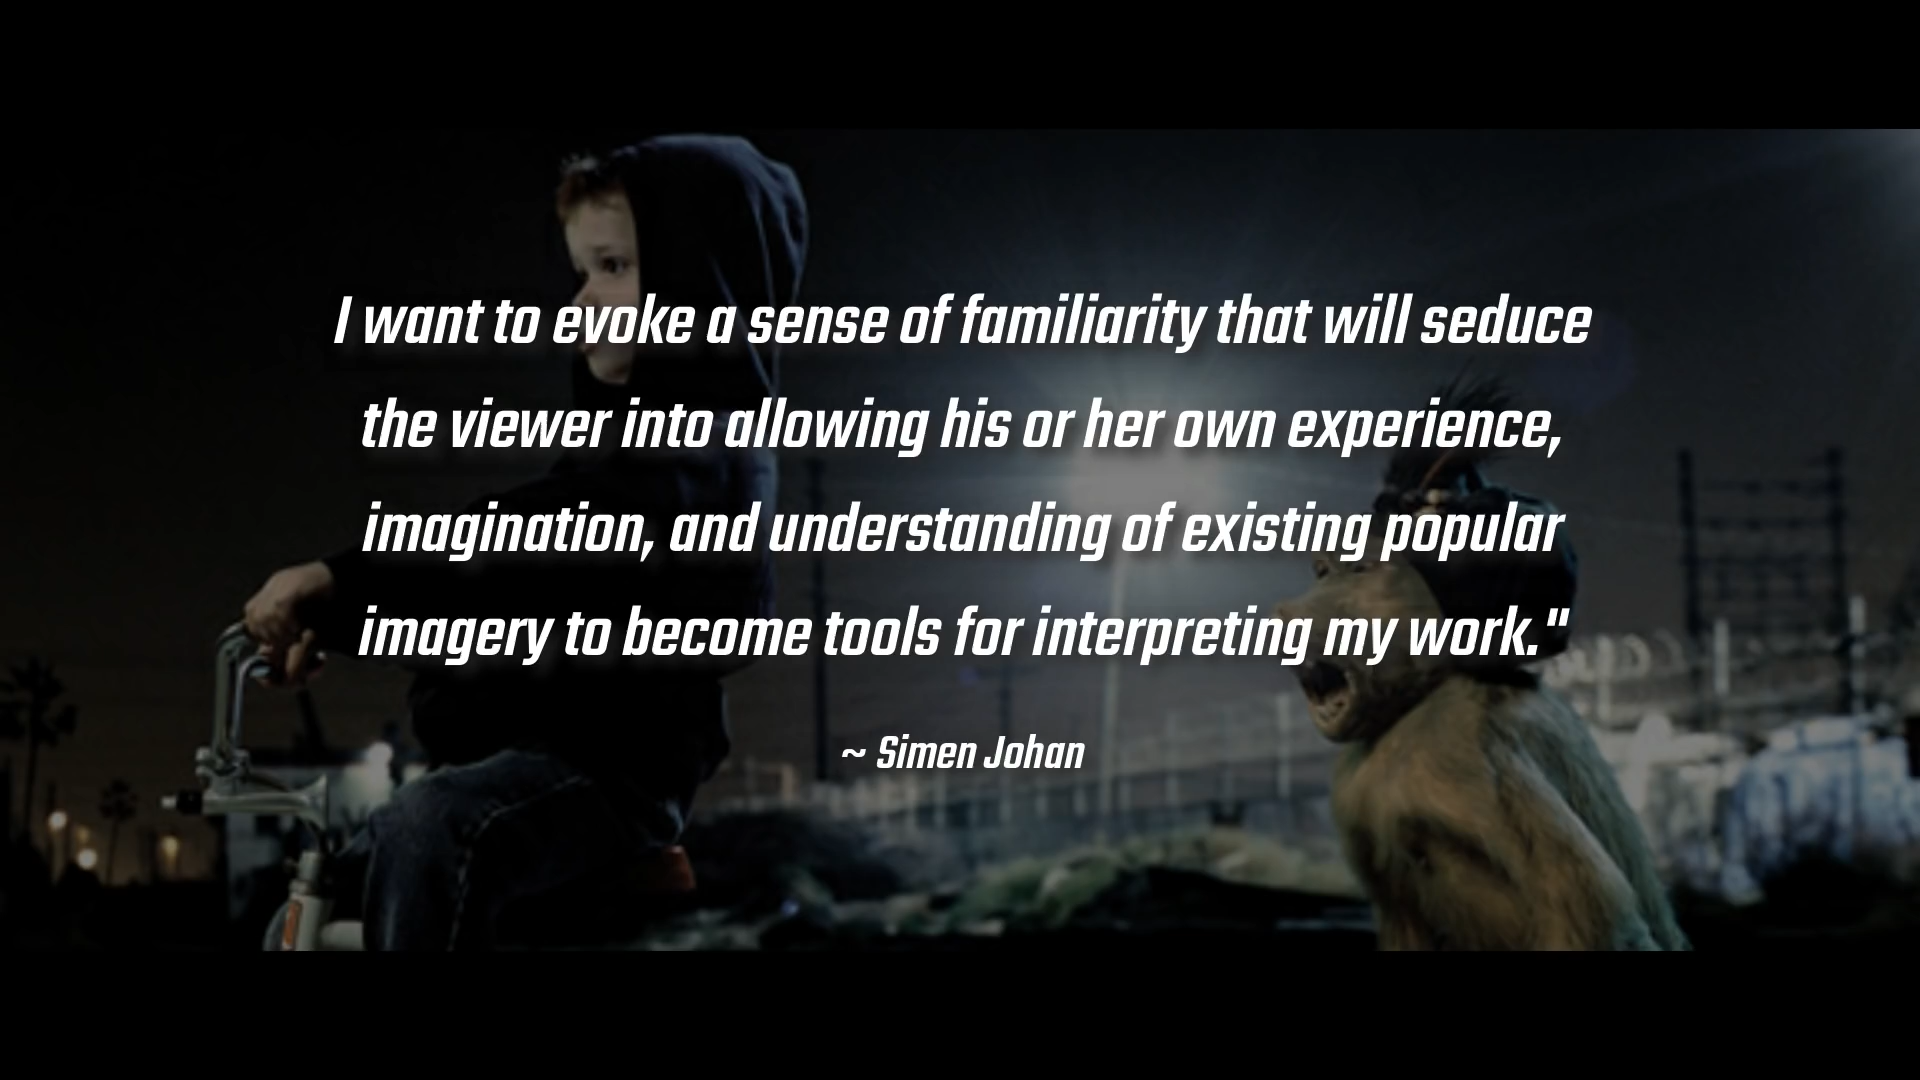 I want to evoke a sense of familiarity that will seduce
the viewer into allowing his or her own experience,
imagination, and understanding of existing popular
imagery to become tools for interpreting my work."
~ Simen Johan